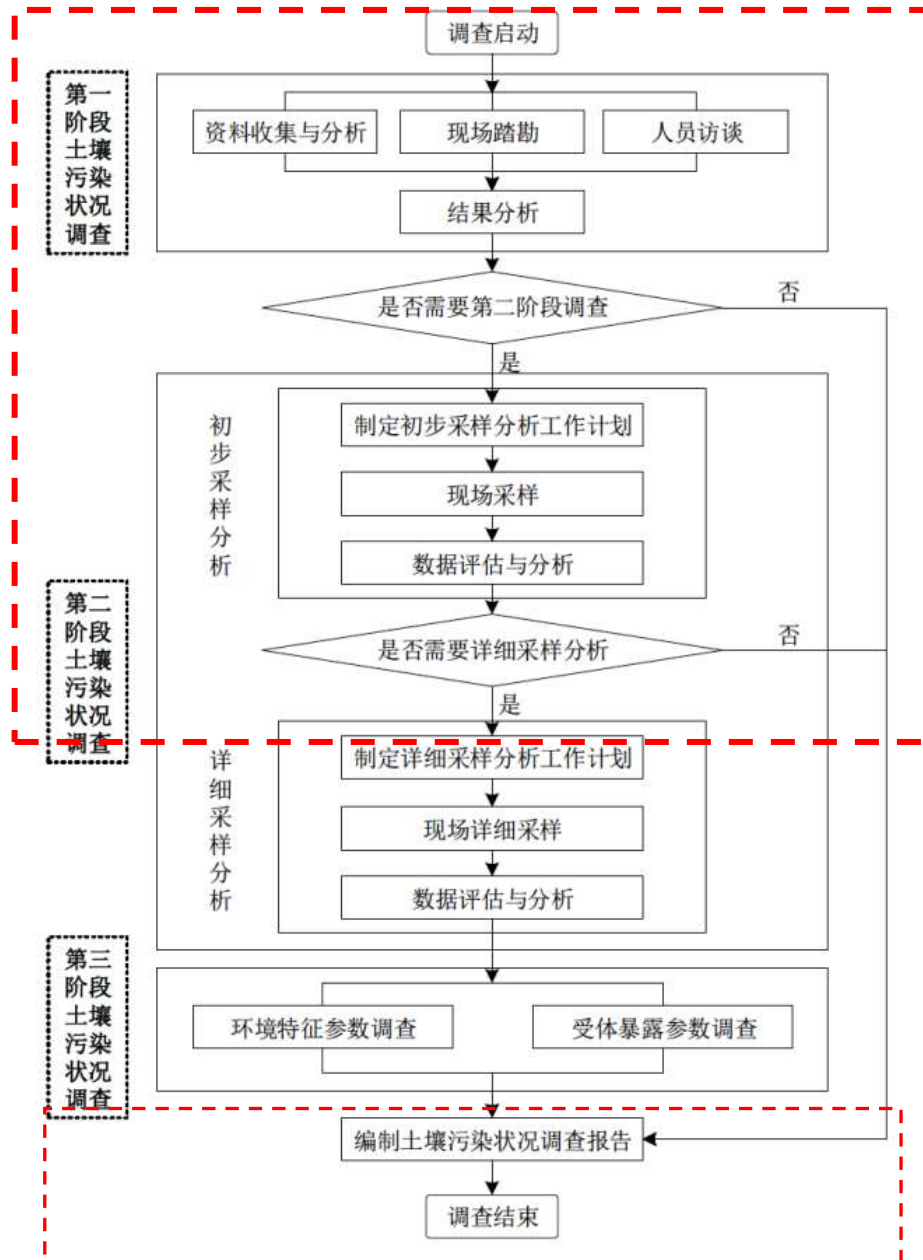 调查启动
第一
阶段
土壤
污染
状况
调查
资料收集与分析
现场踏勘
人员访谈
结果分析
是否需要第二阶段调查
否
是
初
步
采
样
分
析
制定初步采样分析工作计划
现场采样
数据评估与分析
第二
阶段
土壤
污染
状况
调查
是否需要详细采样分析
否
是
详
细
采
样
分
析
制定详细采样分析工作计划
现场详细采样
数据评估与分析
第三
阶段
土壤
污染
状况
调查
环境特征参数调查
受体暴露参数调查
编制土壤污染状况调查报告
调查结束